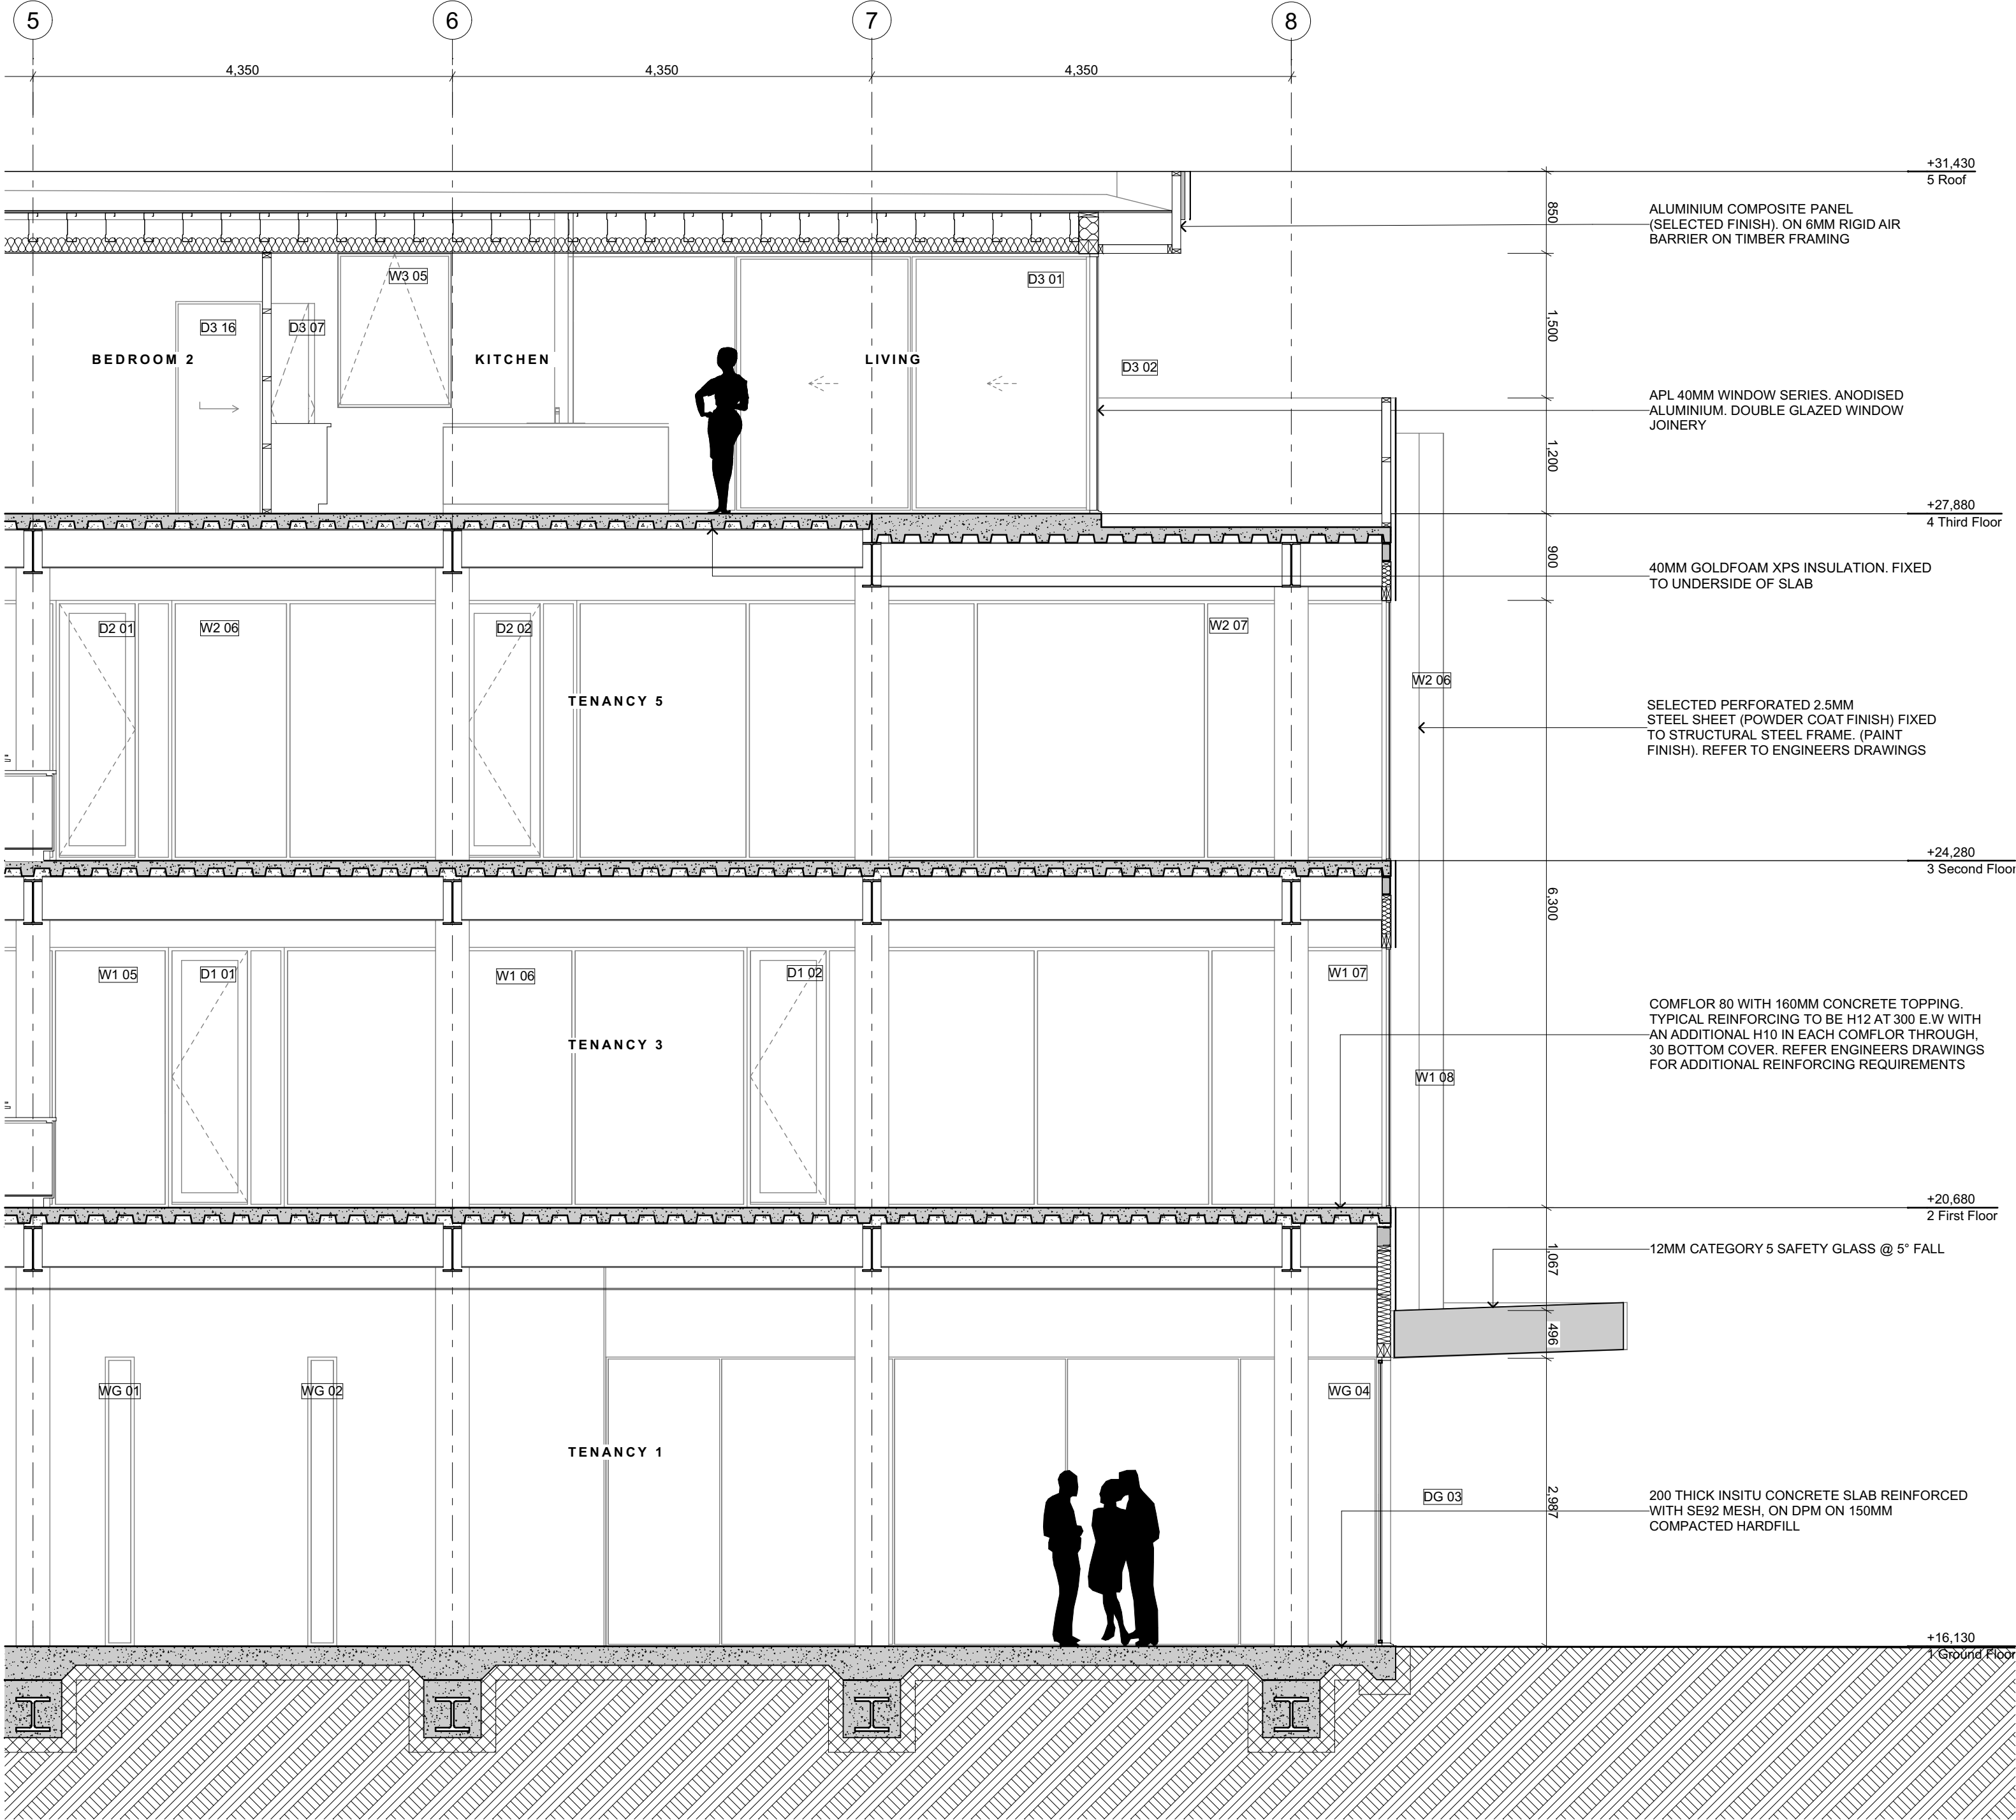 5
6
7
8
4,350
4,350
4,350
+31,430
5 Roof
850
ALUMINIUM COMPOSITE PANEL
(SELECTED FINISH). ON 6MM RIGID AIR
BARRIER ON TIMBER FRAMING
W3 05
D3 01
D3 16
D3 07
1,500
BEDROOM 2
KITCHEN
LIVING
D3 02
APL 40MM WINDOW SERIES. ANODISED
ALUMINIUM. DOUBLE GLAZED WINDOW
JOINERY
1,200
+27,880
4 Third Floor
900
40MM GOLDFOAM XPS INSULATION. FIXED
TO UNDERSIDE OF SLAB
D2 01
W2 06
D2 02
W2 07
W2 06
TENANCY 5
SELECTED PERFORATED 2.5MM
STEEL SHEET (POWDER COAT FINISH) FIXED
TO STRUCTURAL STEEL FRAME. (PAINT
FINISH). REFER TO ENGINEERS DRAWINGS
+24,280
3 Second Floor
6,300
W1 05
D1 01
W1 06
D1 02
W1 07
TENANCY 3
COMFLOR 80 WITH 160MM CONCRETE TOPPING.
TYPICAL REINFORCING TO BE H12 AT 300 E.W WITH
AN ADDITIONAL H10 IN EACH COMFLOR THROUGH,
30 BOTTOM COVER. REFER ENGINEERS DRAWINGS
FOR ADDITIONAL REINFORCING REQUIREMENTS
W1 08
+20,680
2 First Floor
1,067
12MM CATEGORY 5 SAFETY GLASS @ 5° FALL
496
WG 01
WG 02
WG 04
TENANCY 1
DG 03
2,987
200 THICK INSITU CONCRETE SLAB REINFORCED
WITH SE92 MESH, ON DPM ON 150MM
COMPACTED HARDFILL
+16,130
1 Ground Floor